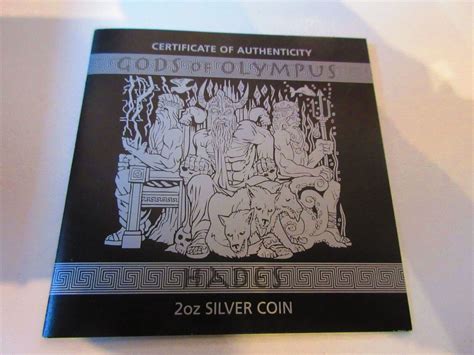 CERTIFICATE OF AUTHENTICITY
GODS OF OLYMPUS
HADES
2oz SILVER COIN